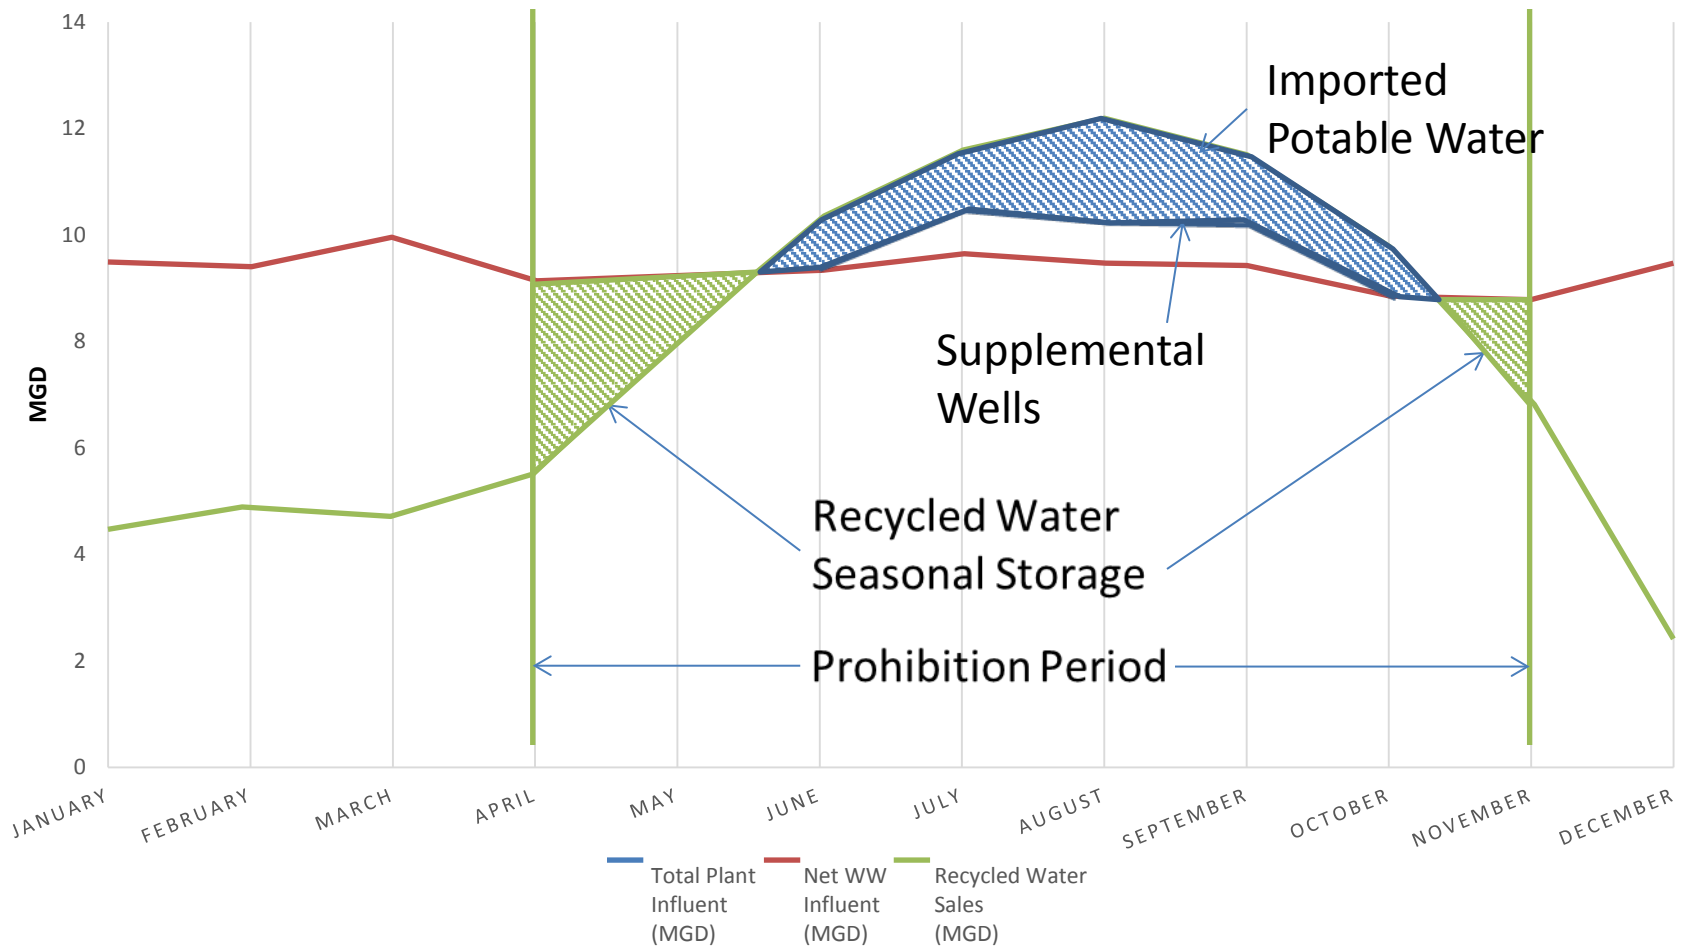 14
12
10
8
6
4
2
0
MGD
Imported
Potable Water
Supplemental
Wells
Recycled Water
Seasonal Storage
Prohibition Period
JANUARY
FEBRUARY
MARCH
APRIL
MAY
JUNE
JULY
AUGUST
SEPTEMBER
OCTOBER
NOVEMBER
DECEMBER
Total Plant
Influent
(MGD)
Net WW
Influent
(MGD)
Recycled Water
Sales
(MGD)